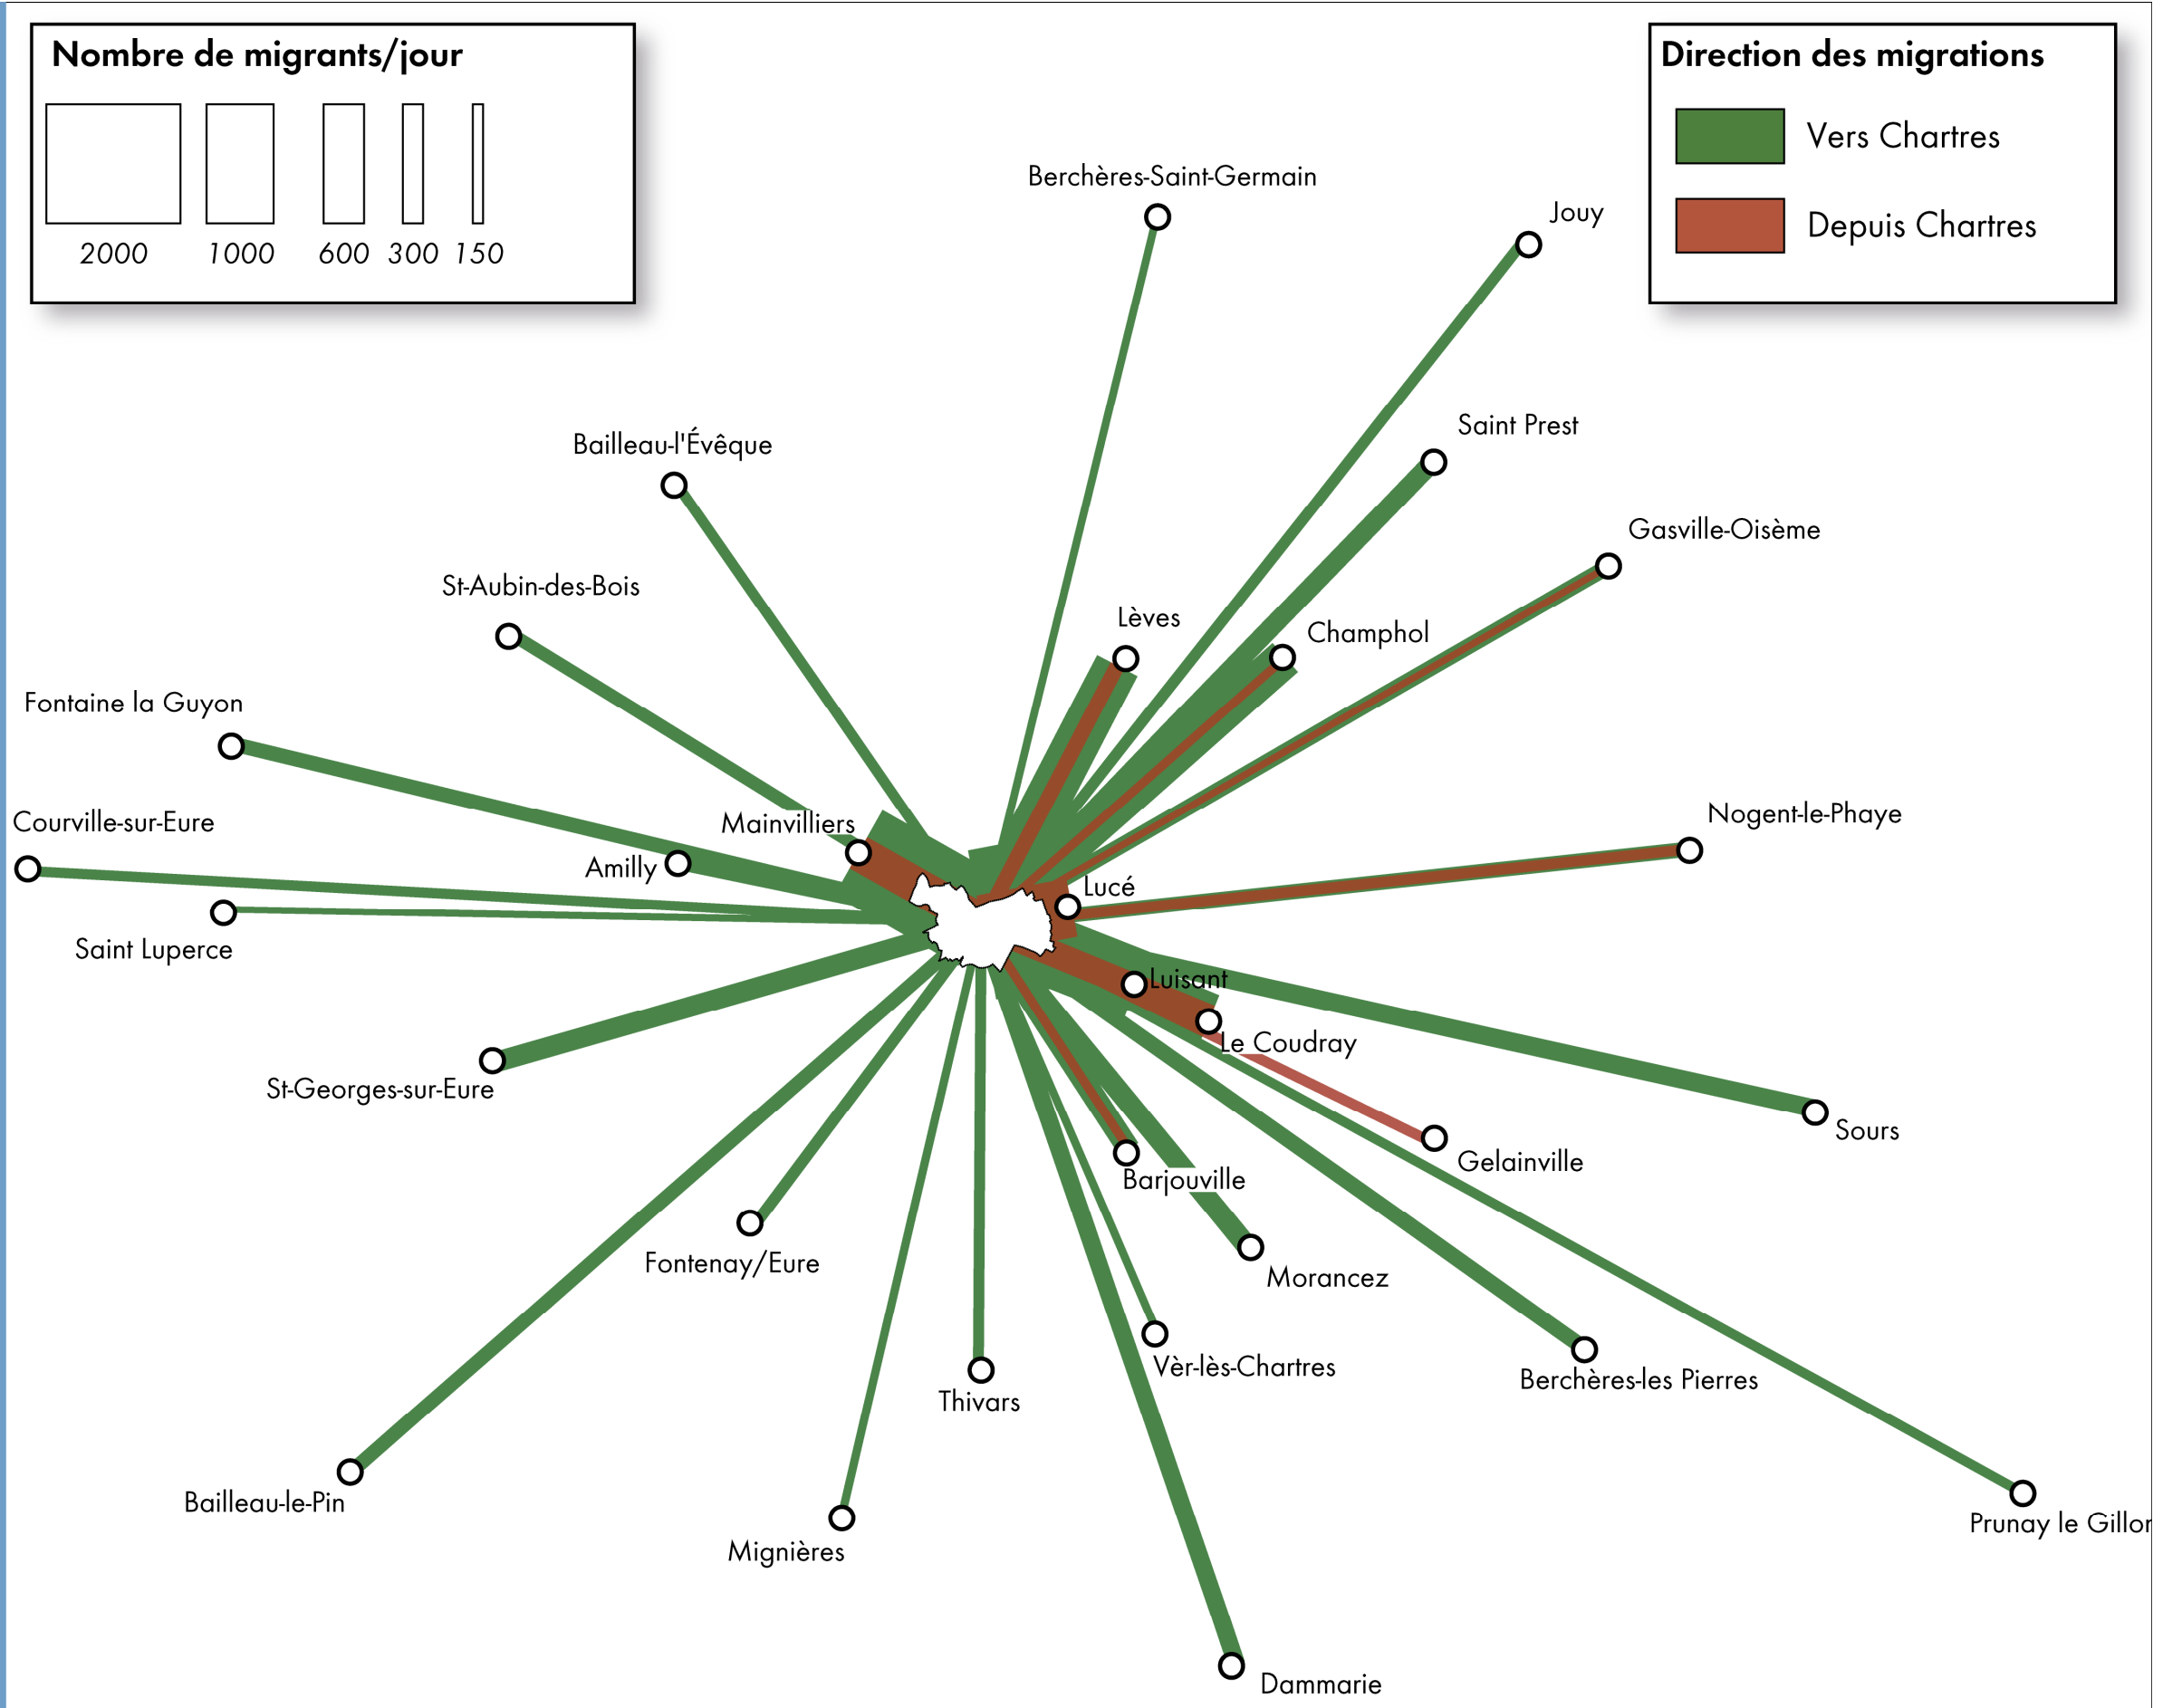 Nombre de migrants/jour
2000 1000 600 300 150
Direction des migrations
Vers Chartres
Depuis Chartres
Berchères-Saint-Germain
Jouy
Saint Prest
Bailleau-l'Évêque
Gasville-Oisème
St-Aubin-des-Bois
Lèves
Champhol
Fontaine la Guyon
Nogent-le-Phaye
Courville-sur-Eure
Mainvilliers
Amilly
Lucé
Saint Luperce
Luisant
Le Coudray
St-Georges-sur-Eure
Sours
Gelainville
Barjouville
Fontenay/Eure
Morancez
Vèr-lès-Chartres
Berchères-les Pierres
Thivars
Bailleau-le-Pin
Prunay le Gillon
Mignières
Dammarie